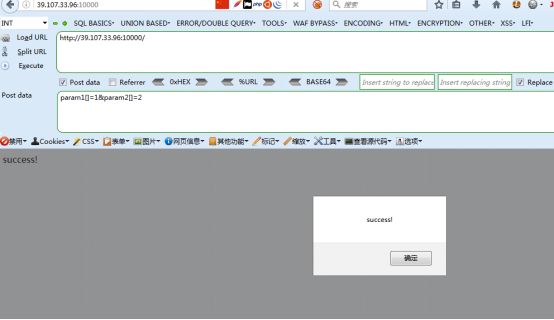 39.107.33.96:10000
php
搜索
INT
SQL BASICS▾ UNION BASED▾ ERROR/DOUBLE QUERY▾ TOOLS▾ WAF BYPASS▾ ENCODING▾ HTML▾ ENCRYPTION▾ OTHER▾ XSS▾ LFI▾
Load URL
http://39.107.33.96:10000/
Split URL
Execute
Post data Referrer 0xHEX %URL BASE64 Insert string to replace Insert replacing string Replace
Post data
param1[]=1&param2[]=2
禁用▾ Cookies▾ CSS▾ 表单▾ 图片▾ 网页信息▾ 其他功能▾ 标记▾ 缩放▾ 工具▾ 查看源代码▾ 选项▾
success!
success!
确定